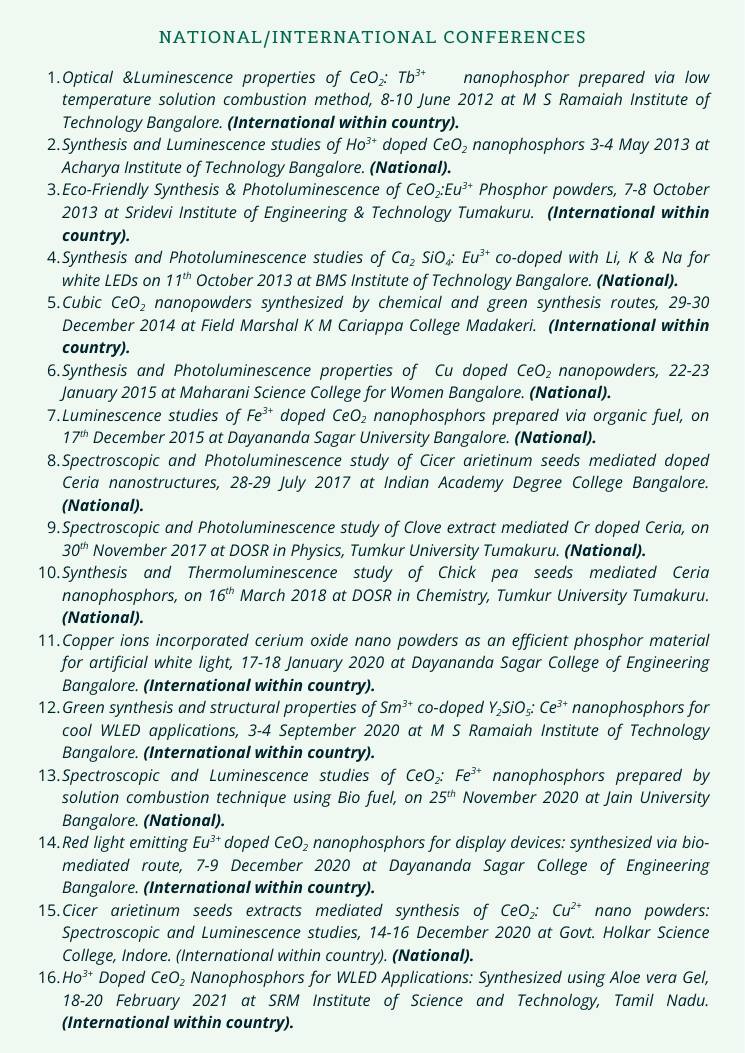 NATIONAL/INTERNATIONAL CONFERENCES
1. Optical &Luminescence properties of CeO₂: Tb³⁺ nanophosphor prepared via low
temperature solution combustion method, 8-10 June 2012 at M S Ramaiah Institute of
Technology Bangalore. (International within country).
2. Synthesis and Luminescence studies of Ho³⁺ doped CeO₂ nanophosphors 3-4 May 2013 at
Acharya Institute of Technology Bangalore. (National).
3. Eco-Friendly Synthesis & Photoluminescence of CeO₂:Eu³⁺ Phosphor powders, 7-8 October
2013 at Sridevi Institute of Engineering & Technology Tumakuru. (International within
country).
4. Synthesis and Photoluminescence studies of Ca₂ SiO₄: Eu³⁺ co-doped with Li, K & Na for
white LEDs on 11ᵗʰ October 2013 at BMS Institute of Technology Bangalore. (National).
5. Cubic CeO₂ nanopowders synthesized by chemical and green synthesis routes, 29-30
December 2014 at Field Marshal K M Cariappa College Madakeri. (International within
country).
6. Synthesis and Photoluminescence properties of Cu doped CeO₂ nanopowders, 22-23
January 2015 at Maharani Science College for Women Bangalore. (National).
7. Luminescence studies of Fe³⁺ doped CeO₂ nanophosphors prepared via organic fuel, on
17ᵗʰ December 2015 at Dayananda Sagar University Bangalore. (National).
8. Spectroscopic and Photoluminescence study of Cicer arietinum seeds mediated doped
Ceria nanostructures, 28-29 July 2017 at Indian Academy Degree College Bangalore.
(National).
9. Spectroscopic and Photoluminescence study of Clove extract mediated Cr doped Ceria, on
30ᵗʰ November 2017 at DOSR in Physics, Tumkur University Tumakuru. (National).
10. Synthesis and Thermoluminescence study of Chick pea seeds mediated Ceria
nanophosphors, on 16ᵗʰ March 2018 at DOSR in Chemistry, Tumkur University Tumakuru.
(National).
11. Copper ions incorporated cerium oxide nano powders as an efficient phosphor material
for artificial white light, 17-18 January 2020 at Dayananda Sagar College of Engineering
Bangalore. (International within country).
12. Green synthesis and structural properties of Sm³⁺ co-doped Y₂SiO₅: Ce³⁺ nanophosphors for
cool WLED applications, 3-4 September 2020 at M S Ramaiah Institute of Technology
Bangalore. (International within country).
13. Spectroscopic and Luminescence studies of CeO₂: Fe³⁺ nanophosphors prepared by
solution combustion technique using Bio fuel, on 25ᵗʰ November 2020 at Jain University
Bangalore. (National).
14. Red light emitting Eu³⁺ doped CeO₂ nanophosphors for display devices: synthesized via bio-
mediated route, 7-9 December 2020 at Dayananda Sagar College of Engineering
Bangalore. (International within country).
15. Cicer arietinum seeds extracts mediated synthesis of CeO₂: Cu²⁺ nano powders:
Spectroscopic and Luminescence studies, 14-16 December 2020 at Govt. Holkar Science
College, Indore. (International within country). (National).
16. Ho³⁺ Doped CeO₂ Nanophosphors for WLED Applications: Synthesized using Aloe vera Gel,
18-20 February 2021 at SRM Institute of Science and Technology, Tamil Nadu.
(International within country).